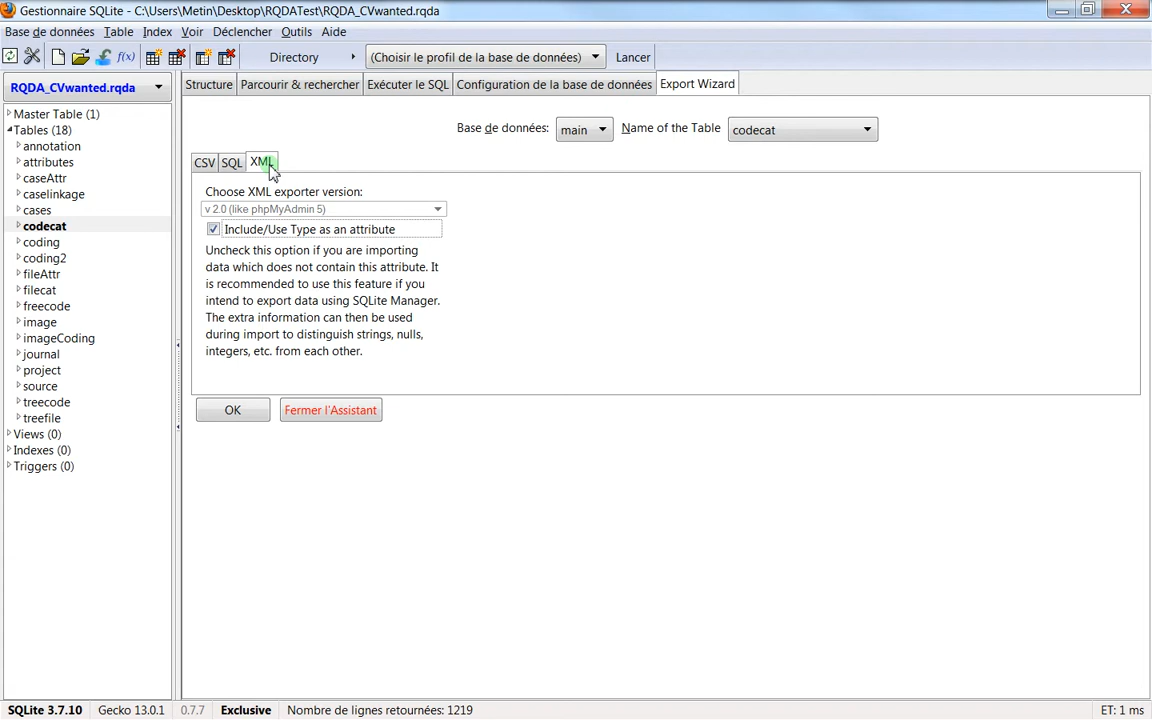 Gestionnaire SQLite - C:\Users\Metin\Desktop\RQDATest\RQDA_CVwanted.rqda
Base de données Table Index Voir Déclencher Outils Aide
f(x) Directory (Choisir le profil de la base de données) Lancer
RQDA_CVwanted.rqda
Structure Parcourir & rechercher Exécuter le SQL Configuration de la base de données Export Wizard
Master Table (1)
Tables (18)
annotation
attributes
caseAttr
caselinkage
cases
codecat
coding
coding2
fileAttr
filecat
freecode
image
imageCoding
journal
project
source
treecode
treefile
Views (0)
Indexes (0)
Triggers (0)
Base de données: main Name of the Table codecat
CSV SQL XML
Choose XML exporter version:
v 2.0 (like phpMyAdmin 5)
Include/Use Type as an attribute
Uncheck this option if you are importing
data which does not contain this attribute. It
is recommended to use this feature if you
intend to export data using SQLite Manager.
The extra information can then be used
during import to distinguish strings, nulls,
integers, etc. from each other.
OK Fermer l'Assistant
SQLite 3.7.10 Gecko 13.0.1 0.7.7 Exclusive Nombre de lignes retournées: 1219 ET: 1 ms